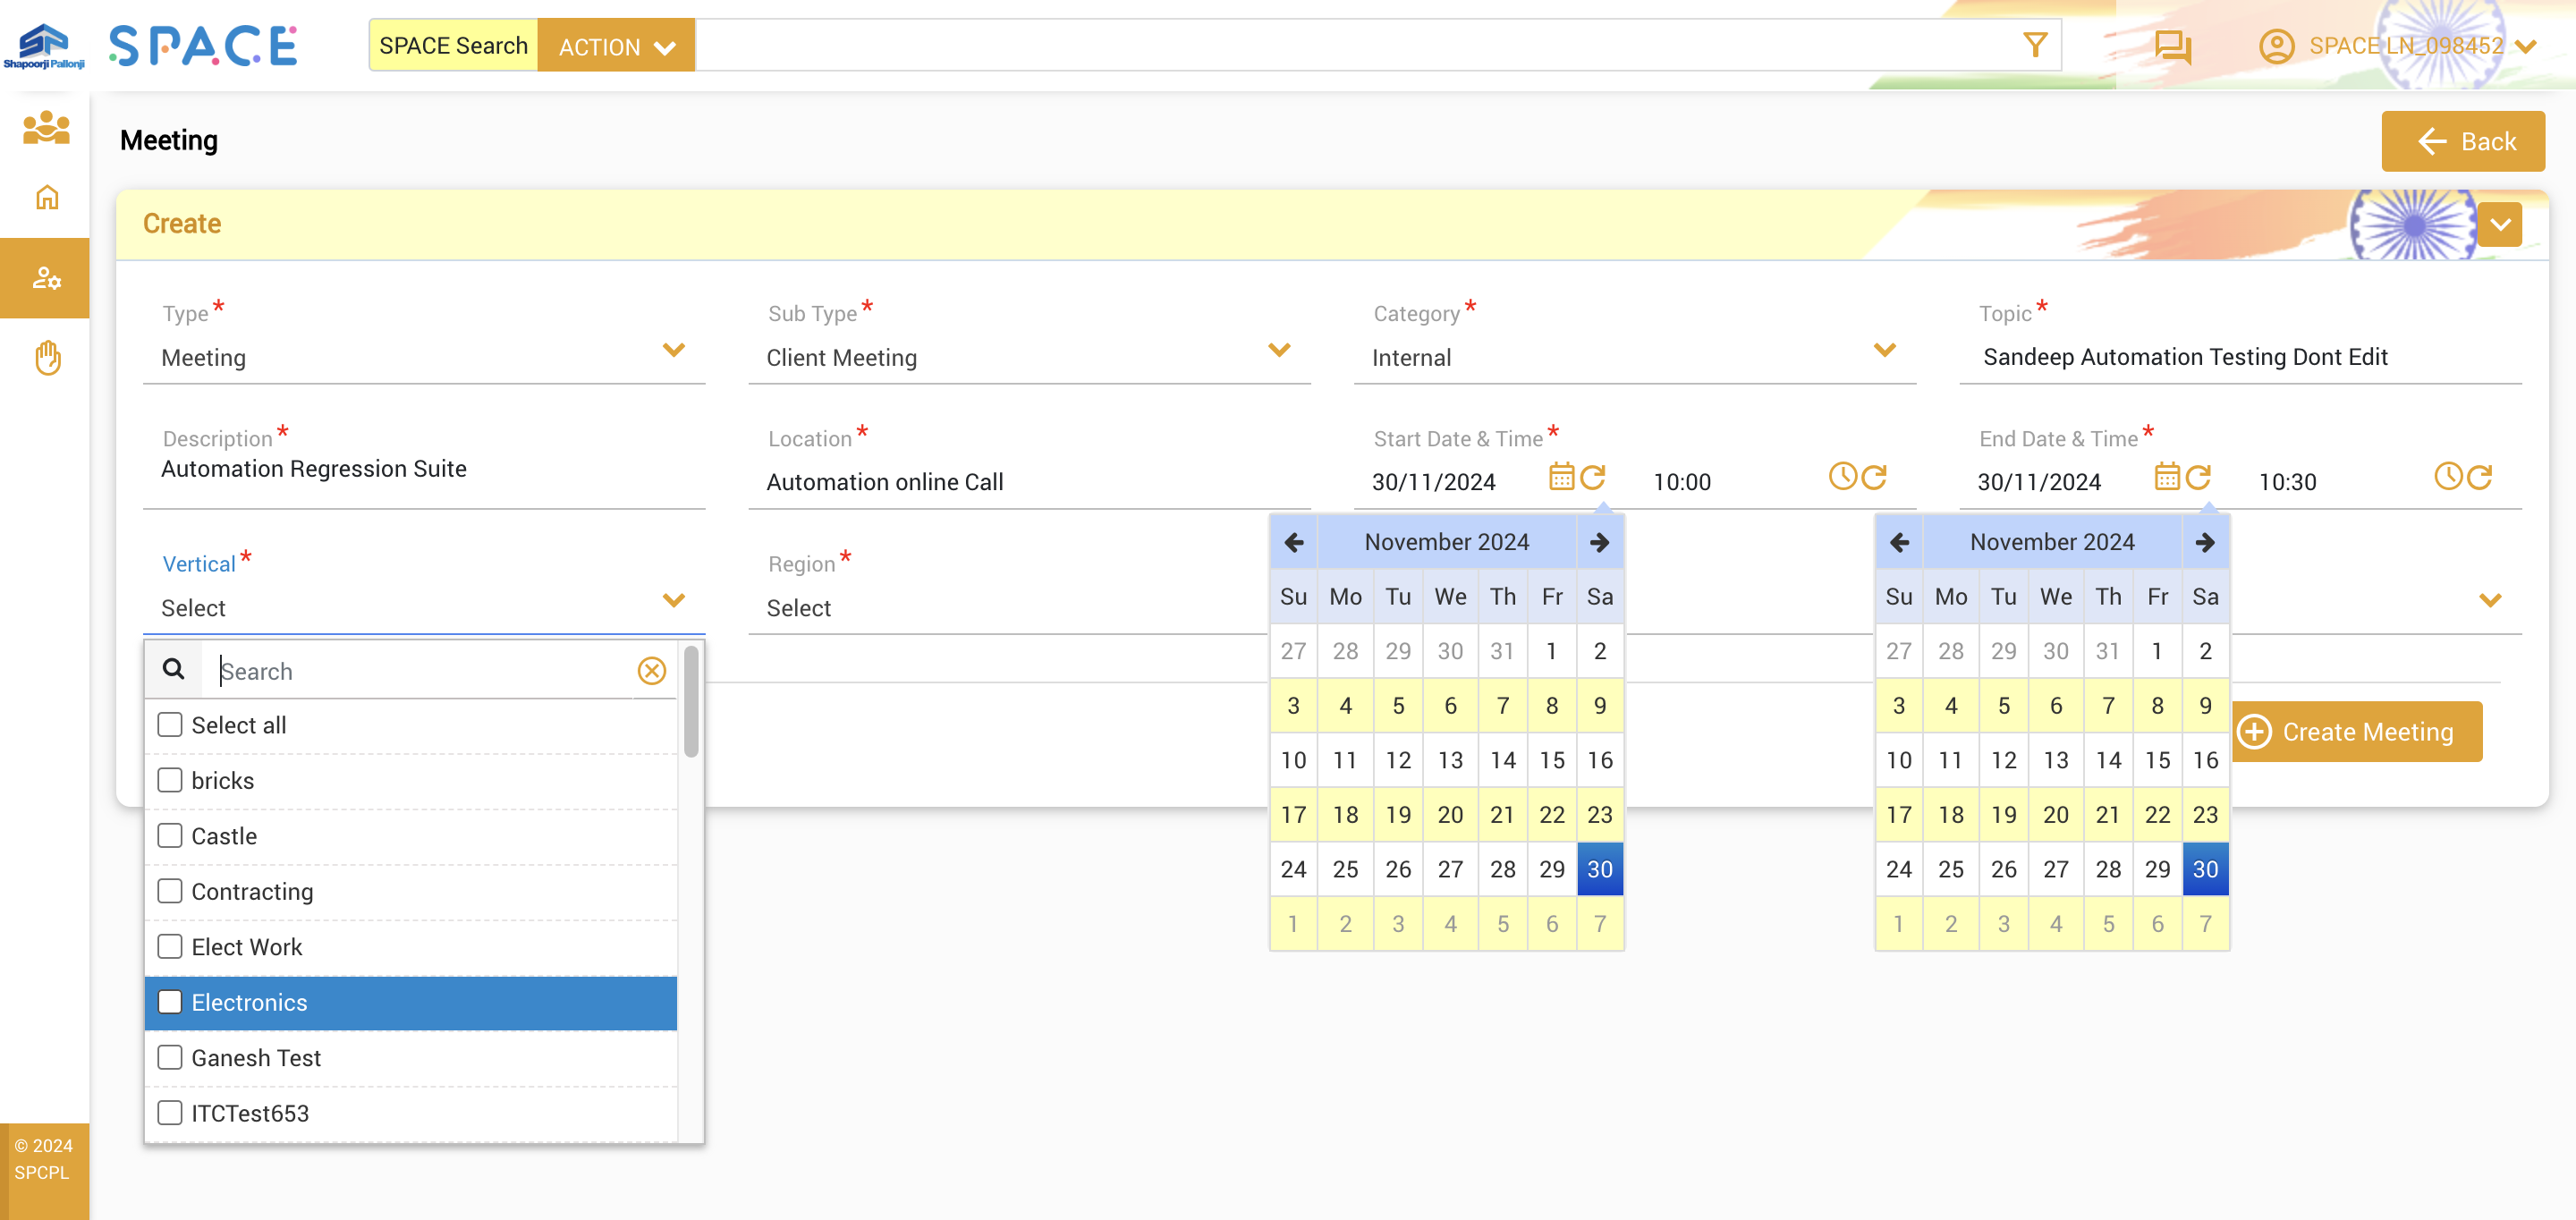 Shapoorji Pallonji
SPACE
SPACE Search
ACTION
SPACE LN_098452
Meeting
Back
Create
Type *
Meeting
Sub Type *
Client Meeting
Category *
Internal
Topic *
Sandeep Automation Testing Dont Edit
Description *
Automation Regression Suite
Location *
Automation online Call
Start Date & Time *
30/11/2024
10:00
End Date & Time *
30/11/2024
10:30
Vertical *
Select
Region *
Select
Search
Select all
bricks
Castle
Contracting
Elect Work
Electronics
Ganesh Test
ITCTest653
November 2024
Su Mo Tu We Th Fr Sa
27 28 29 30 31 1 2
3 4 5 6 7 8 9
10 11 12 13 14 15 16
17 18 19 20 21 22 23
24 25 26 27 28 29 30
1 2 3 4 5 6 7
November 2024
Su Mo Tu We Th Fr Sa
27 28 29 30 31 1 2
3 4 5 6 7 8 9
10 11 12 13 14 15 16
17 18 19 20 21 22 23
24 25 26 27 28 29 30
1 2 3 4 5 6 7
Create Meeting
© 2024
SPCPL